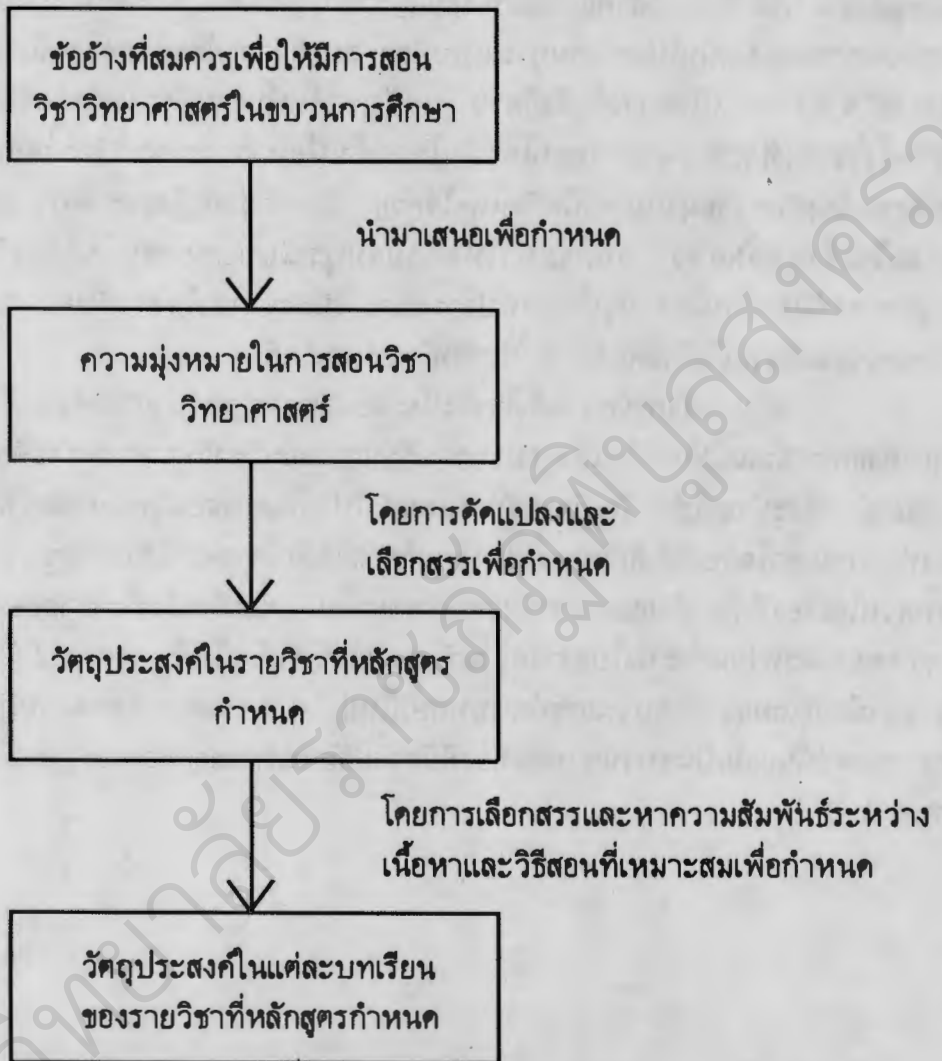 ข้ออ้างที่สมควรเพื่อให้มีการสอน
วิชาวิทยาศาสตร์ในขบวนการศึกษา
นำมาเสนอเพื่อกำหนด
ความมุ่งหมายในการสอนวิชา
วิทยาศาสตร์
โดยการคัดแปลงและ
เลือกสรรเพื่อกำหนด
วัตถุประสงค์ในรายวิชาที่หลักสูตร
กำหนด
โดยการเลือกสรรและหาความสัมพันธ์ระหว่าง
เนื้อหาและวิธีสอนที่เหมาะสมเพื่อกำหนด
วัตถุประสงค์ในแต่ละบทเรียน
ของรายวิชาที่หลักสูตรกำหนด